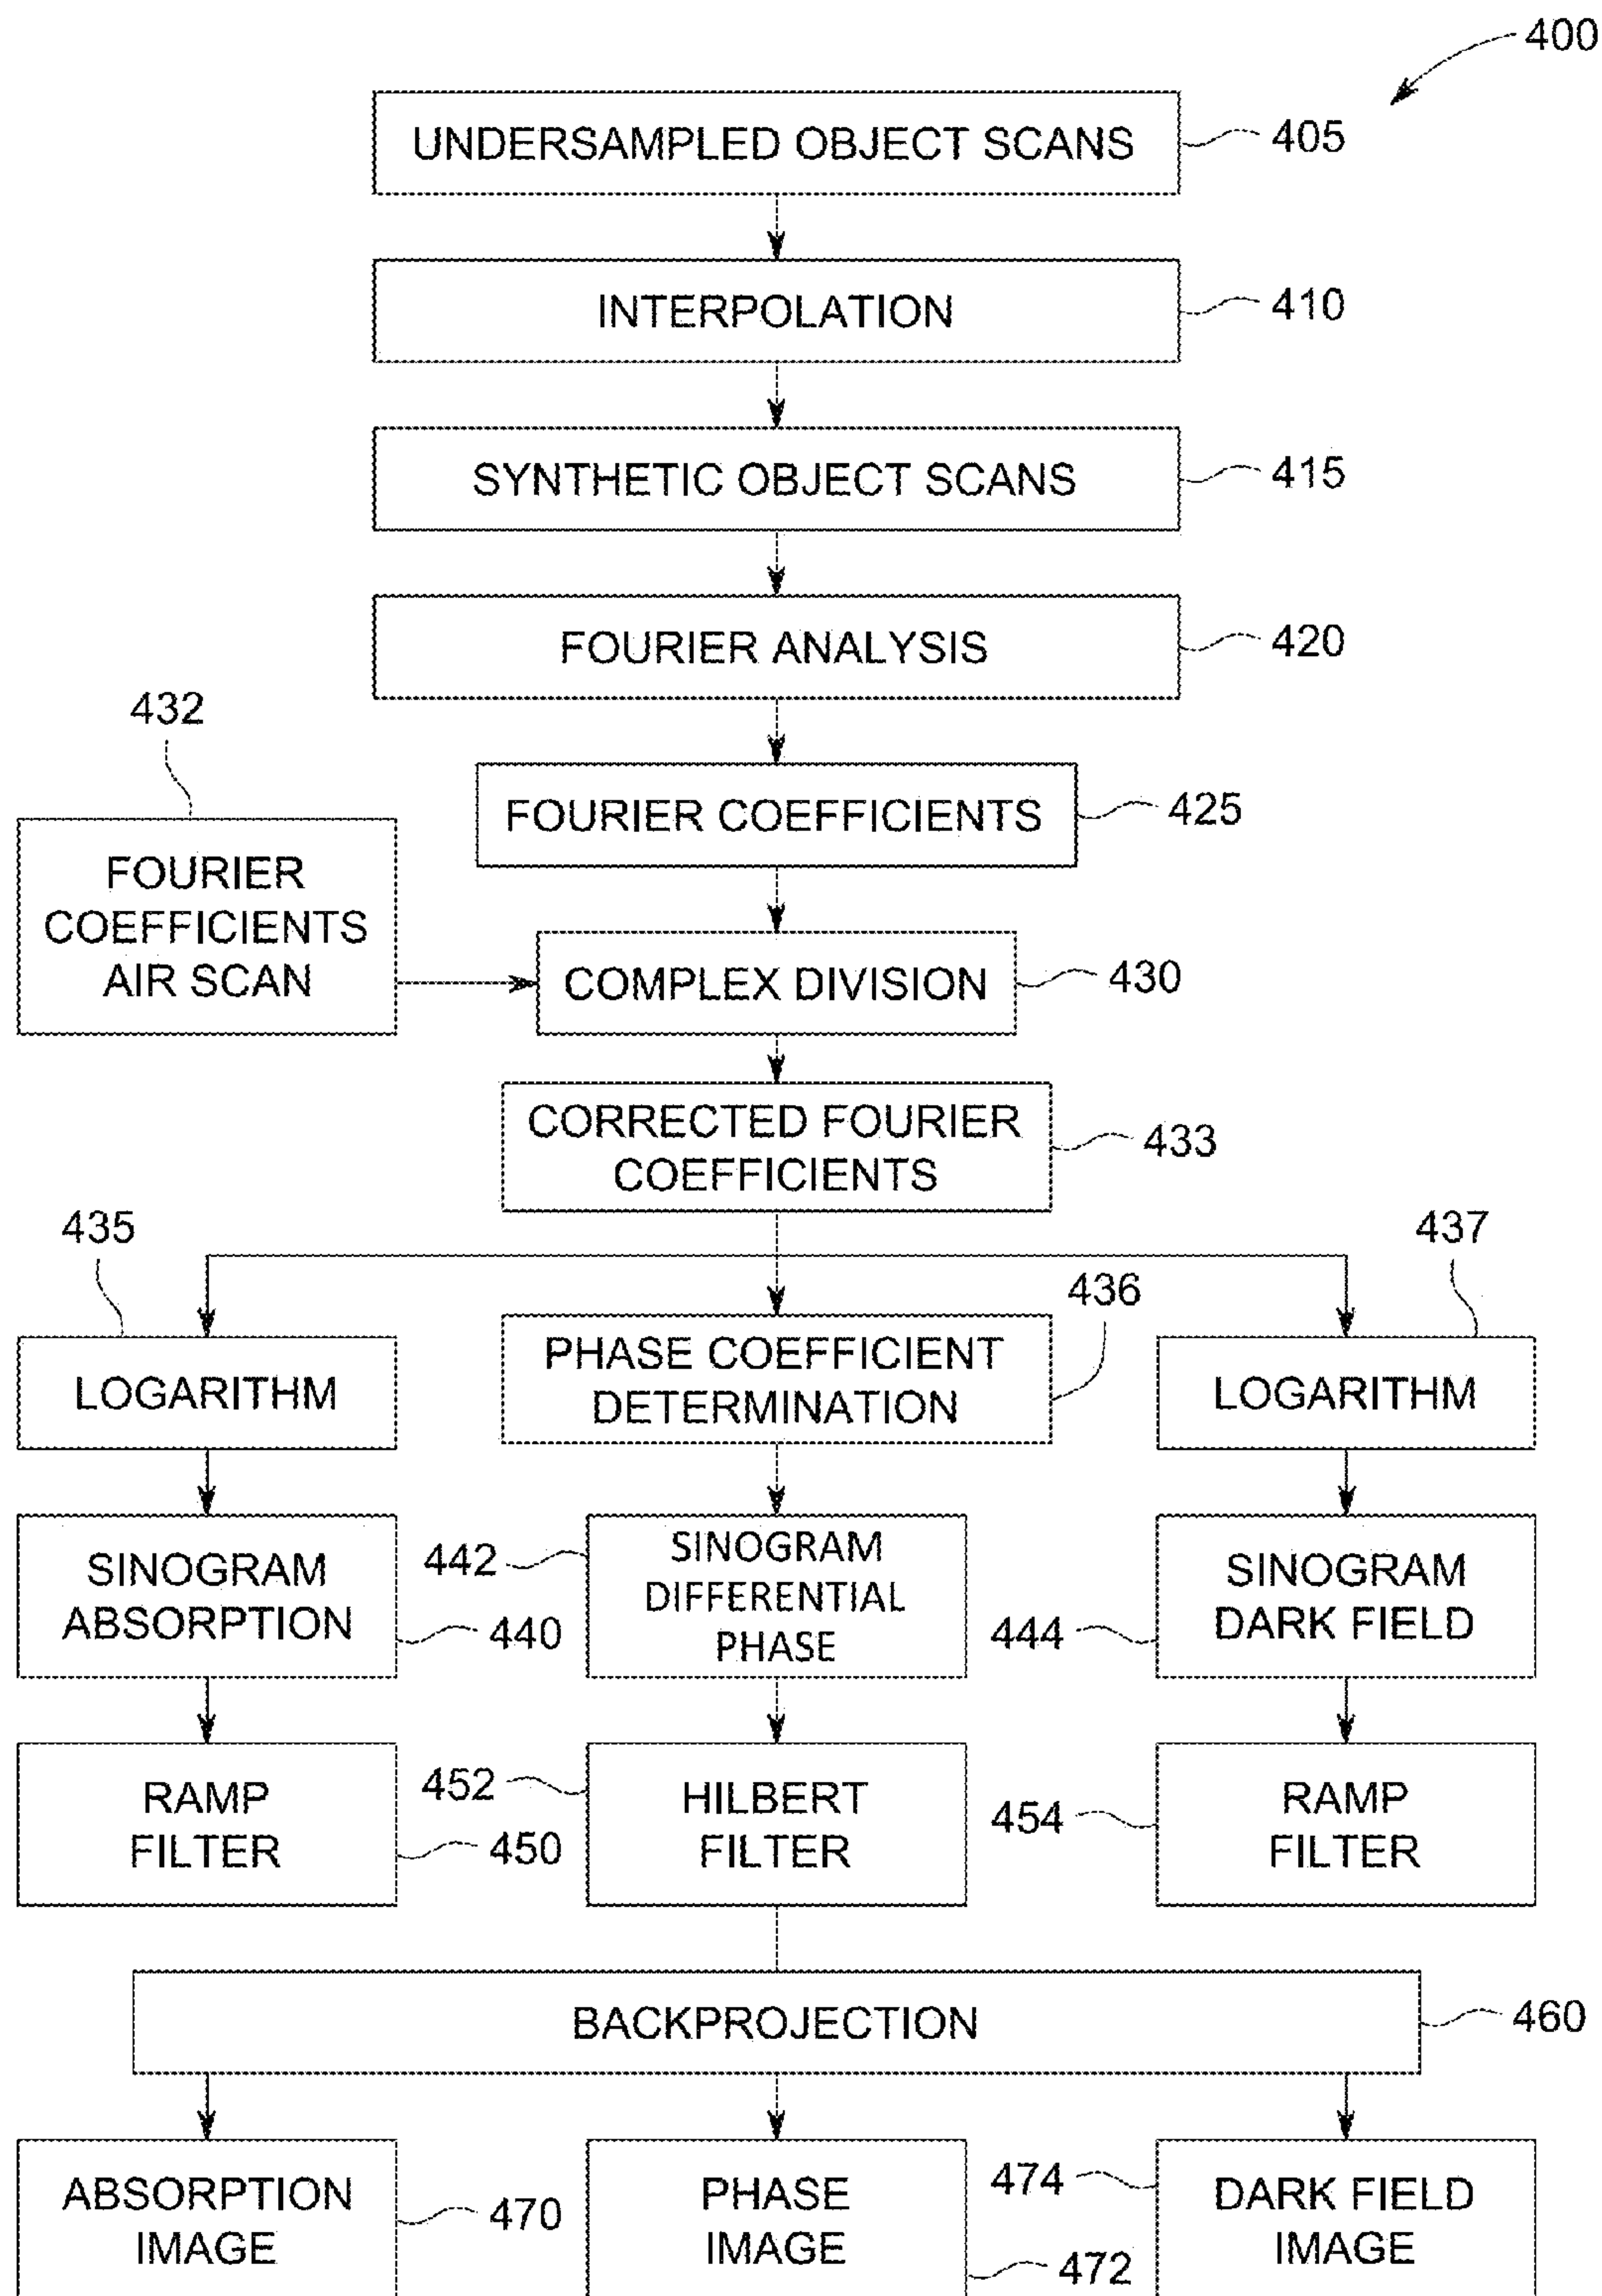 400
UNDERSAMPLED OBJECT SCANS
405
INTERPOLATION
410
SYNTHETIC OBJECT SCANS
415
FOURIER ANALYSIS
420
432
FOURIER COEFFICIENTS
425
FOURIER
COEFFICIENTS
AIR SCAN
COMPLEX DIVISION
430
CORRECTED FOURIER
COEFFICIENTS
433
435
437
436
LOGARITHM
PHASE COEFFICIENT
DETERMINATION
LOGARITHM
SINOGRAM
ABSORPTION
440
442
SINOGRAM
DIFFERENTIAL
PHASE
444
SINOGRAM
DARK FIELD
RAMP
FILTER
450
452
HILBERT
FILTER
454
RAMP
FILTER
BACKPROJECTION
460
ABSORPTION
IMAGE
470
PHASE
IMAGE
472
474
DARK FIELD
IMAGE